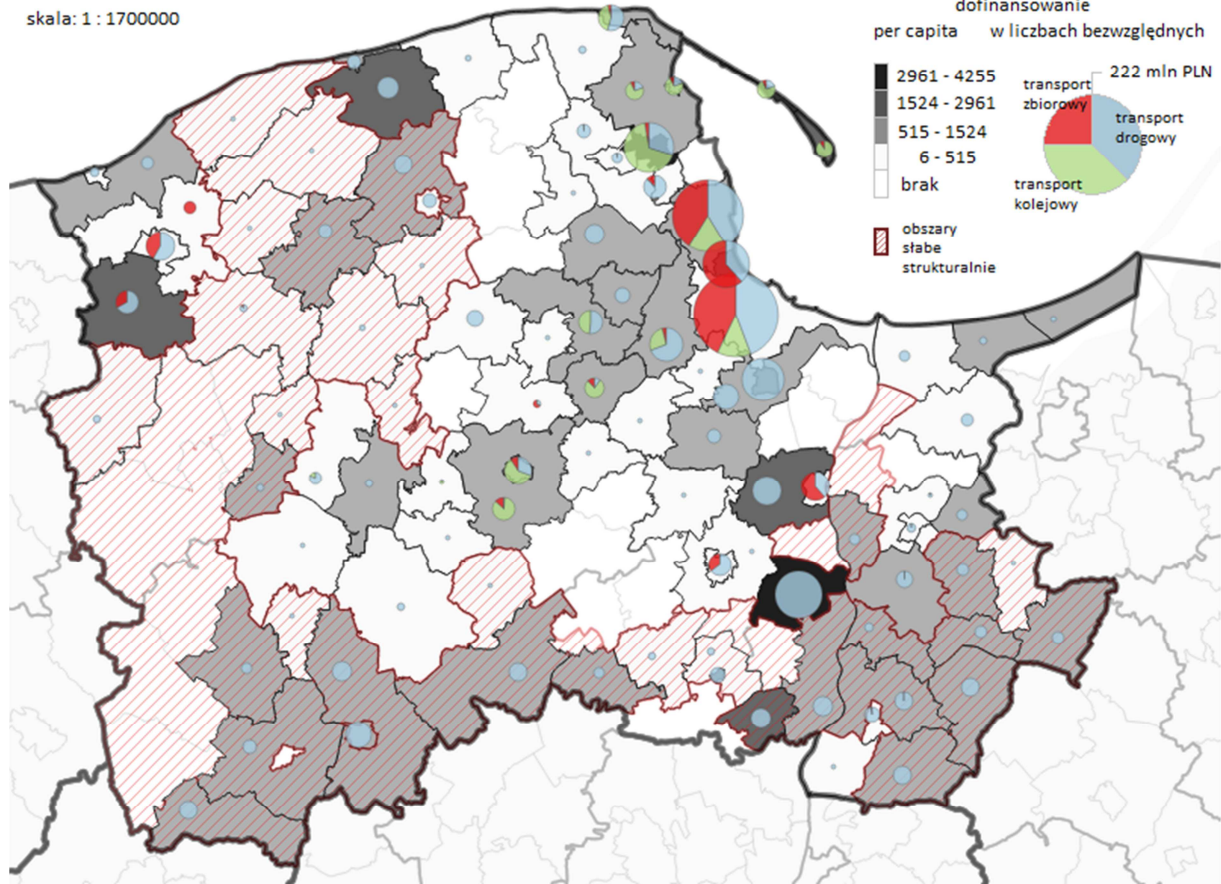 skala: 1 : 1700000
dofinansowanie
per capita
w liczbach bezwzględnych
2961 - 4255
1524 - 2961
515 - 1524
6 - 515
brak
222 mln PLN
transport
zbiorowy
transport
drogowy
transport
kolejowy
obszary
słabe
strukturalnie